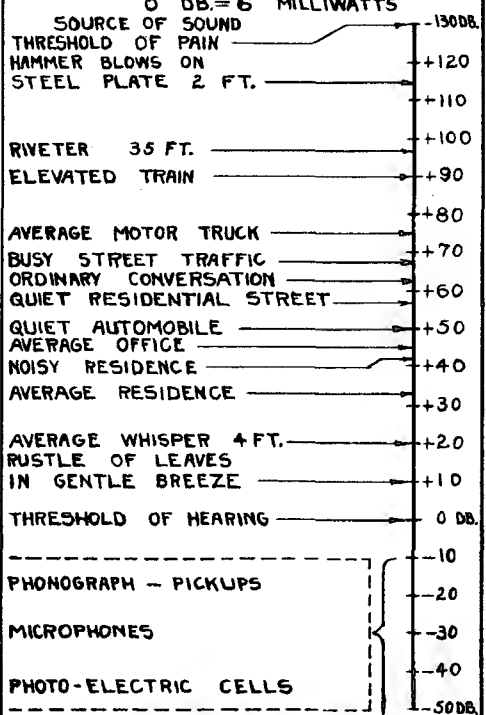 0 DB.= 6 MILLIWATTS
SOURCE OF SOUND -130DB.
THRESHOLD OF PAIN
HAMMER BLOWS ON +120
STEEL PLATE 2 FT.
+110
+100
RIVETER 35 FT.
ELEVATED TRAIN +90
+80
AVERAGE MOTOR TRUCK
+70
BUSY STREET TRAFFIC
ORDINARY CONVERSATION
QUIET RESIDENTIAL STREET +60
QUIET AUTOMOBILE +50
AVERAGE OFFICE
NOISY RESIDENCE +40
AVERAGE RESIDENCE
+30
AVERAGE WHISPER 4 FT. +20
RUSTLE OF LEAVES
IN GENTLE BREEZE +10
THRESHOLD OF HEARING 0 DB.
-10
PHONOGRAPH - PICKUPS
-20
MICROPHONES -30
-40
PHOTO-ELECTRIC CELLS
-50DB.